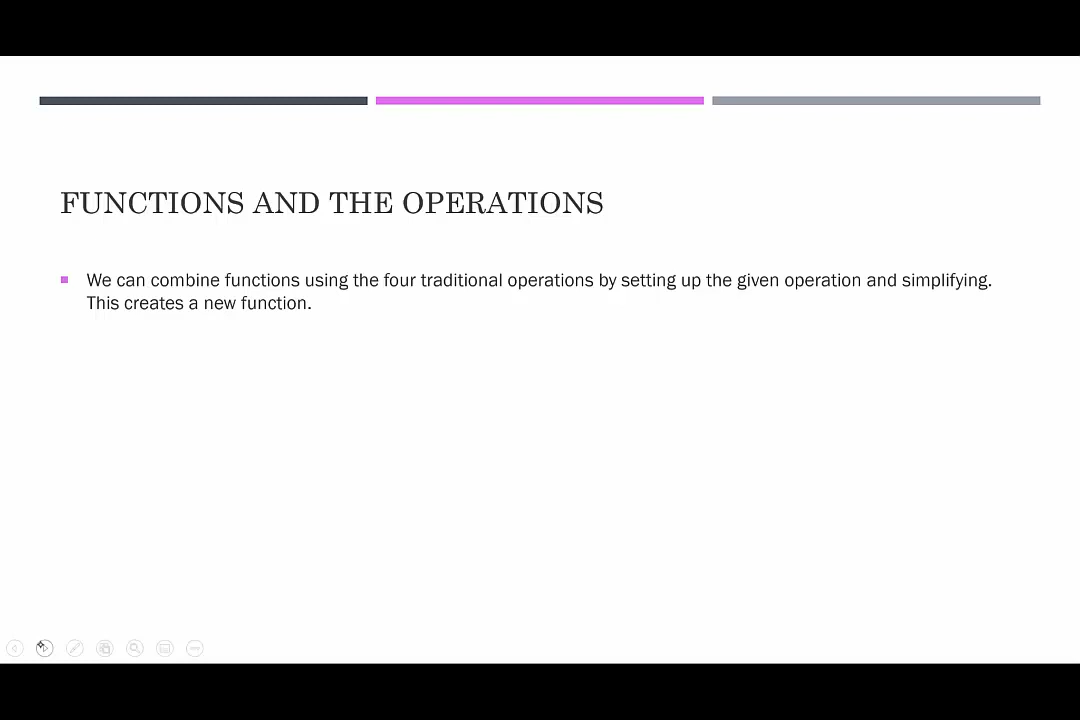 FUNCTIONS AND THE OPERATIONS
We can combine functions using the four traditional operations by setting up the given operation and simplifying.
This creates a new function.